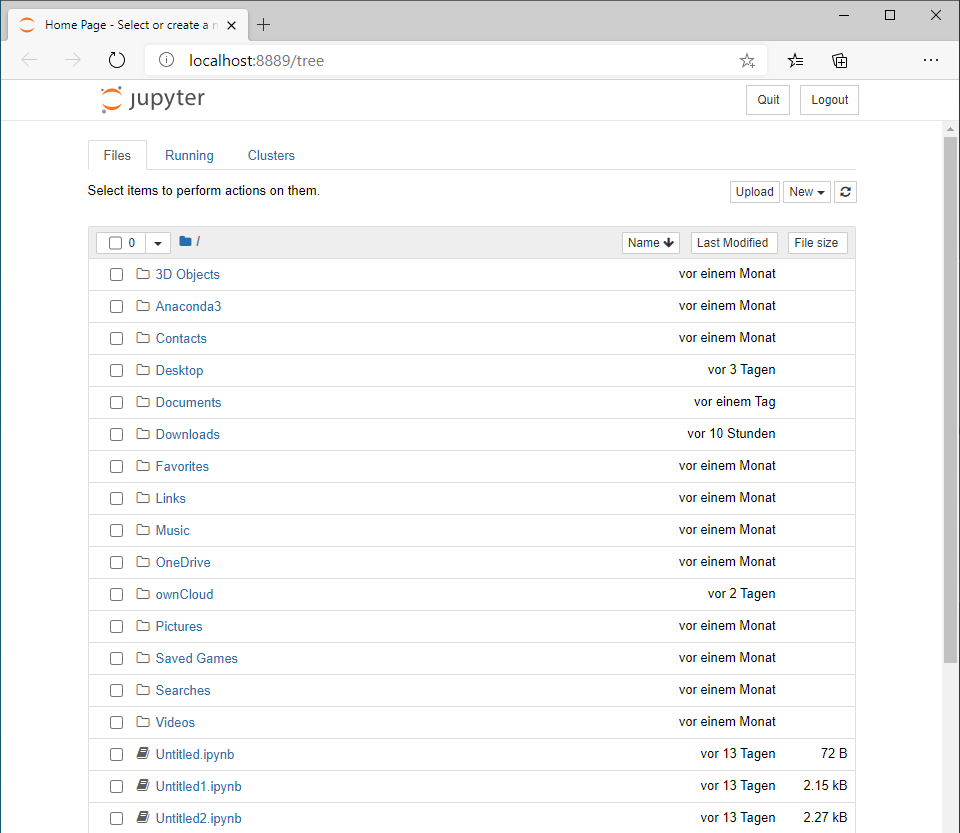 Home Page - Select or create a n
localhost:8889/tree
jupyter
Quit Logout
Files Running Clusters
Select items to perform actions on them.
Upload New
0 / Name Last Modified File size
3D Objects vor einem Monat
Anaconda3 vor einem Monat
Contacts vor einem Monat
Desktop vor 3 Tagen
Documents vor einem Tag
Downloads vor 10 Stunden
Favorites vor einem Monat
Links vor einem Monat
Music vor einem Monat
OneDrive vor einem Monat
ownCloud vor 2 Tagen
Pictures vor einem Monat
Saved Games vor einem Monat
Searches vor einem Monat
Videos vor einem Monat
Untitled.ipynb vor 13 Tagen 72 B
Untitled1.ipynb vor 13 Tagen 2.15 kB
Untitled2.ipynb vor 13 Tagen 2.27 kB